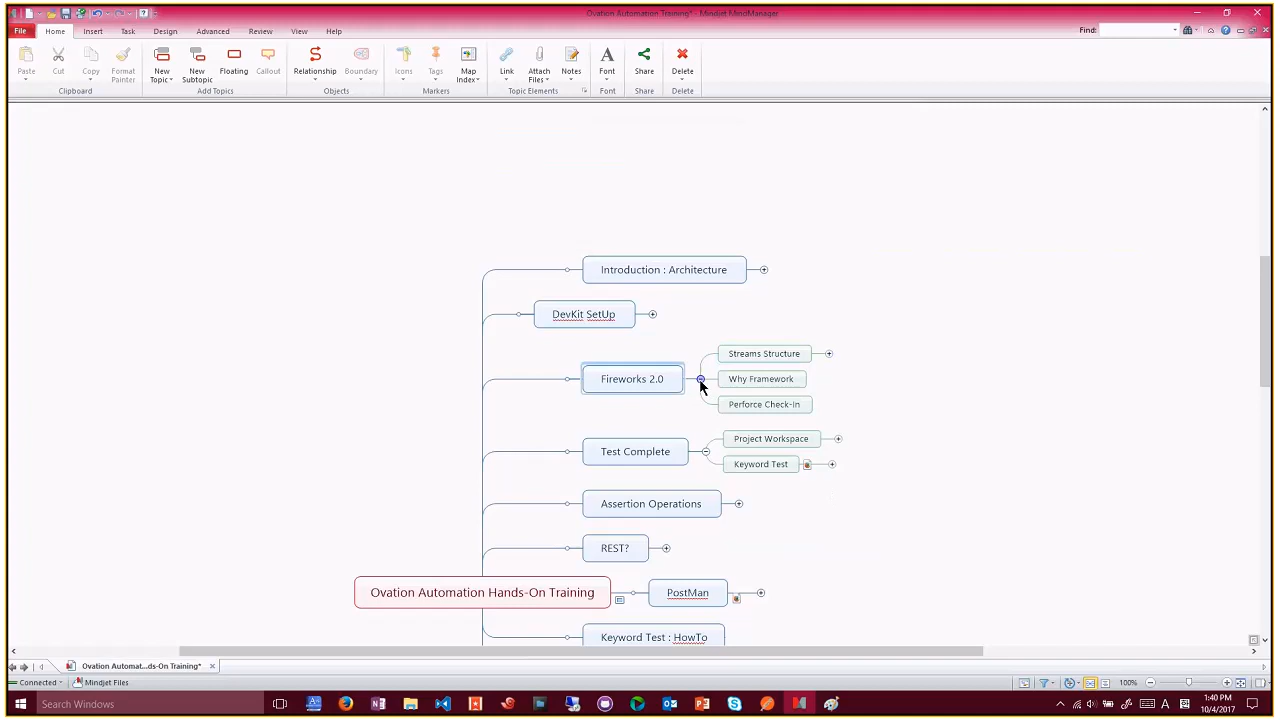 Ovation Automation Training* - Mindjet MindManager
File Home Insert Task Design Advanced Review View Help
Find:
Paste Cut Copy Format Painter New Topic New Subtopic Floating Callout Relationship Boundary Icons Tags Map Index Link Attach Files Notes Font Share Delete
Clipboard Add Topics Objects Markers Topic Elements Font Share Delete
Introduction : Architecture
DevKit SetUp
Streams Structure
Fireworks 2.0
Why Framework
Perforce Check-In
Project Workspace
Test Complete
Keyword Test
Assertion Operations
REST?
Ovation Automation Hands-On Training
PostMan
Keyword Test : HowTo
Ovation Automat...ds-On Training*
Connected Mindjet Files 100%
Search Windows
1:40 PM
10/4/2017